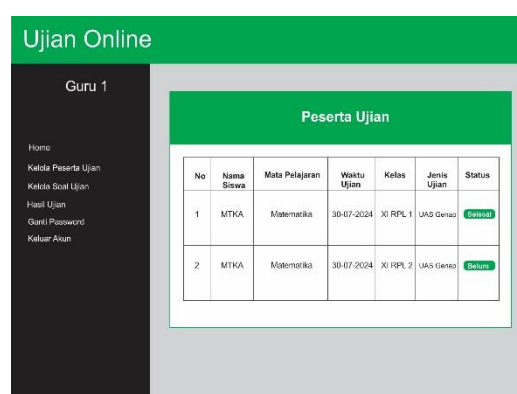 Ujian Online
Guru 1
Home
Kelola Peserta Ujian
Kelola Soal Ujian
Hasil Ujian
Ganti Password
Keluar Akun
Peserta Ujian
No Nama Siswa Mata Pelajaran Waktu Ujian Kelas Jenis Ujian Status
1 MTKA Matematika 30-07-2024 XI RPL 1 UAS Genap Selesai
2 MTKA Matematika 30-07-2024 XI RPL 2 UAS Genap Belum